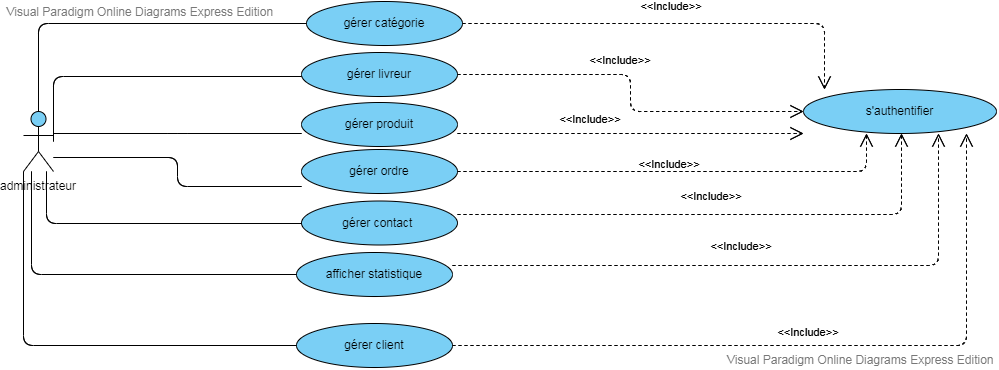 Visual Paradigm Online Diagrams Express Edition
gérer catégorie
<<Include>>
gérer livreur
<<Include>>
gérer produit
<<Include>>
s'authentifier
gérer ordre
<<Include>>
administrateur
gérer contact
<<Include>>
afficher statistique
<<Include>>
gérer client
<<Include>>
Visual Paradigm Online Diagrams Express Edition